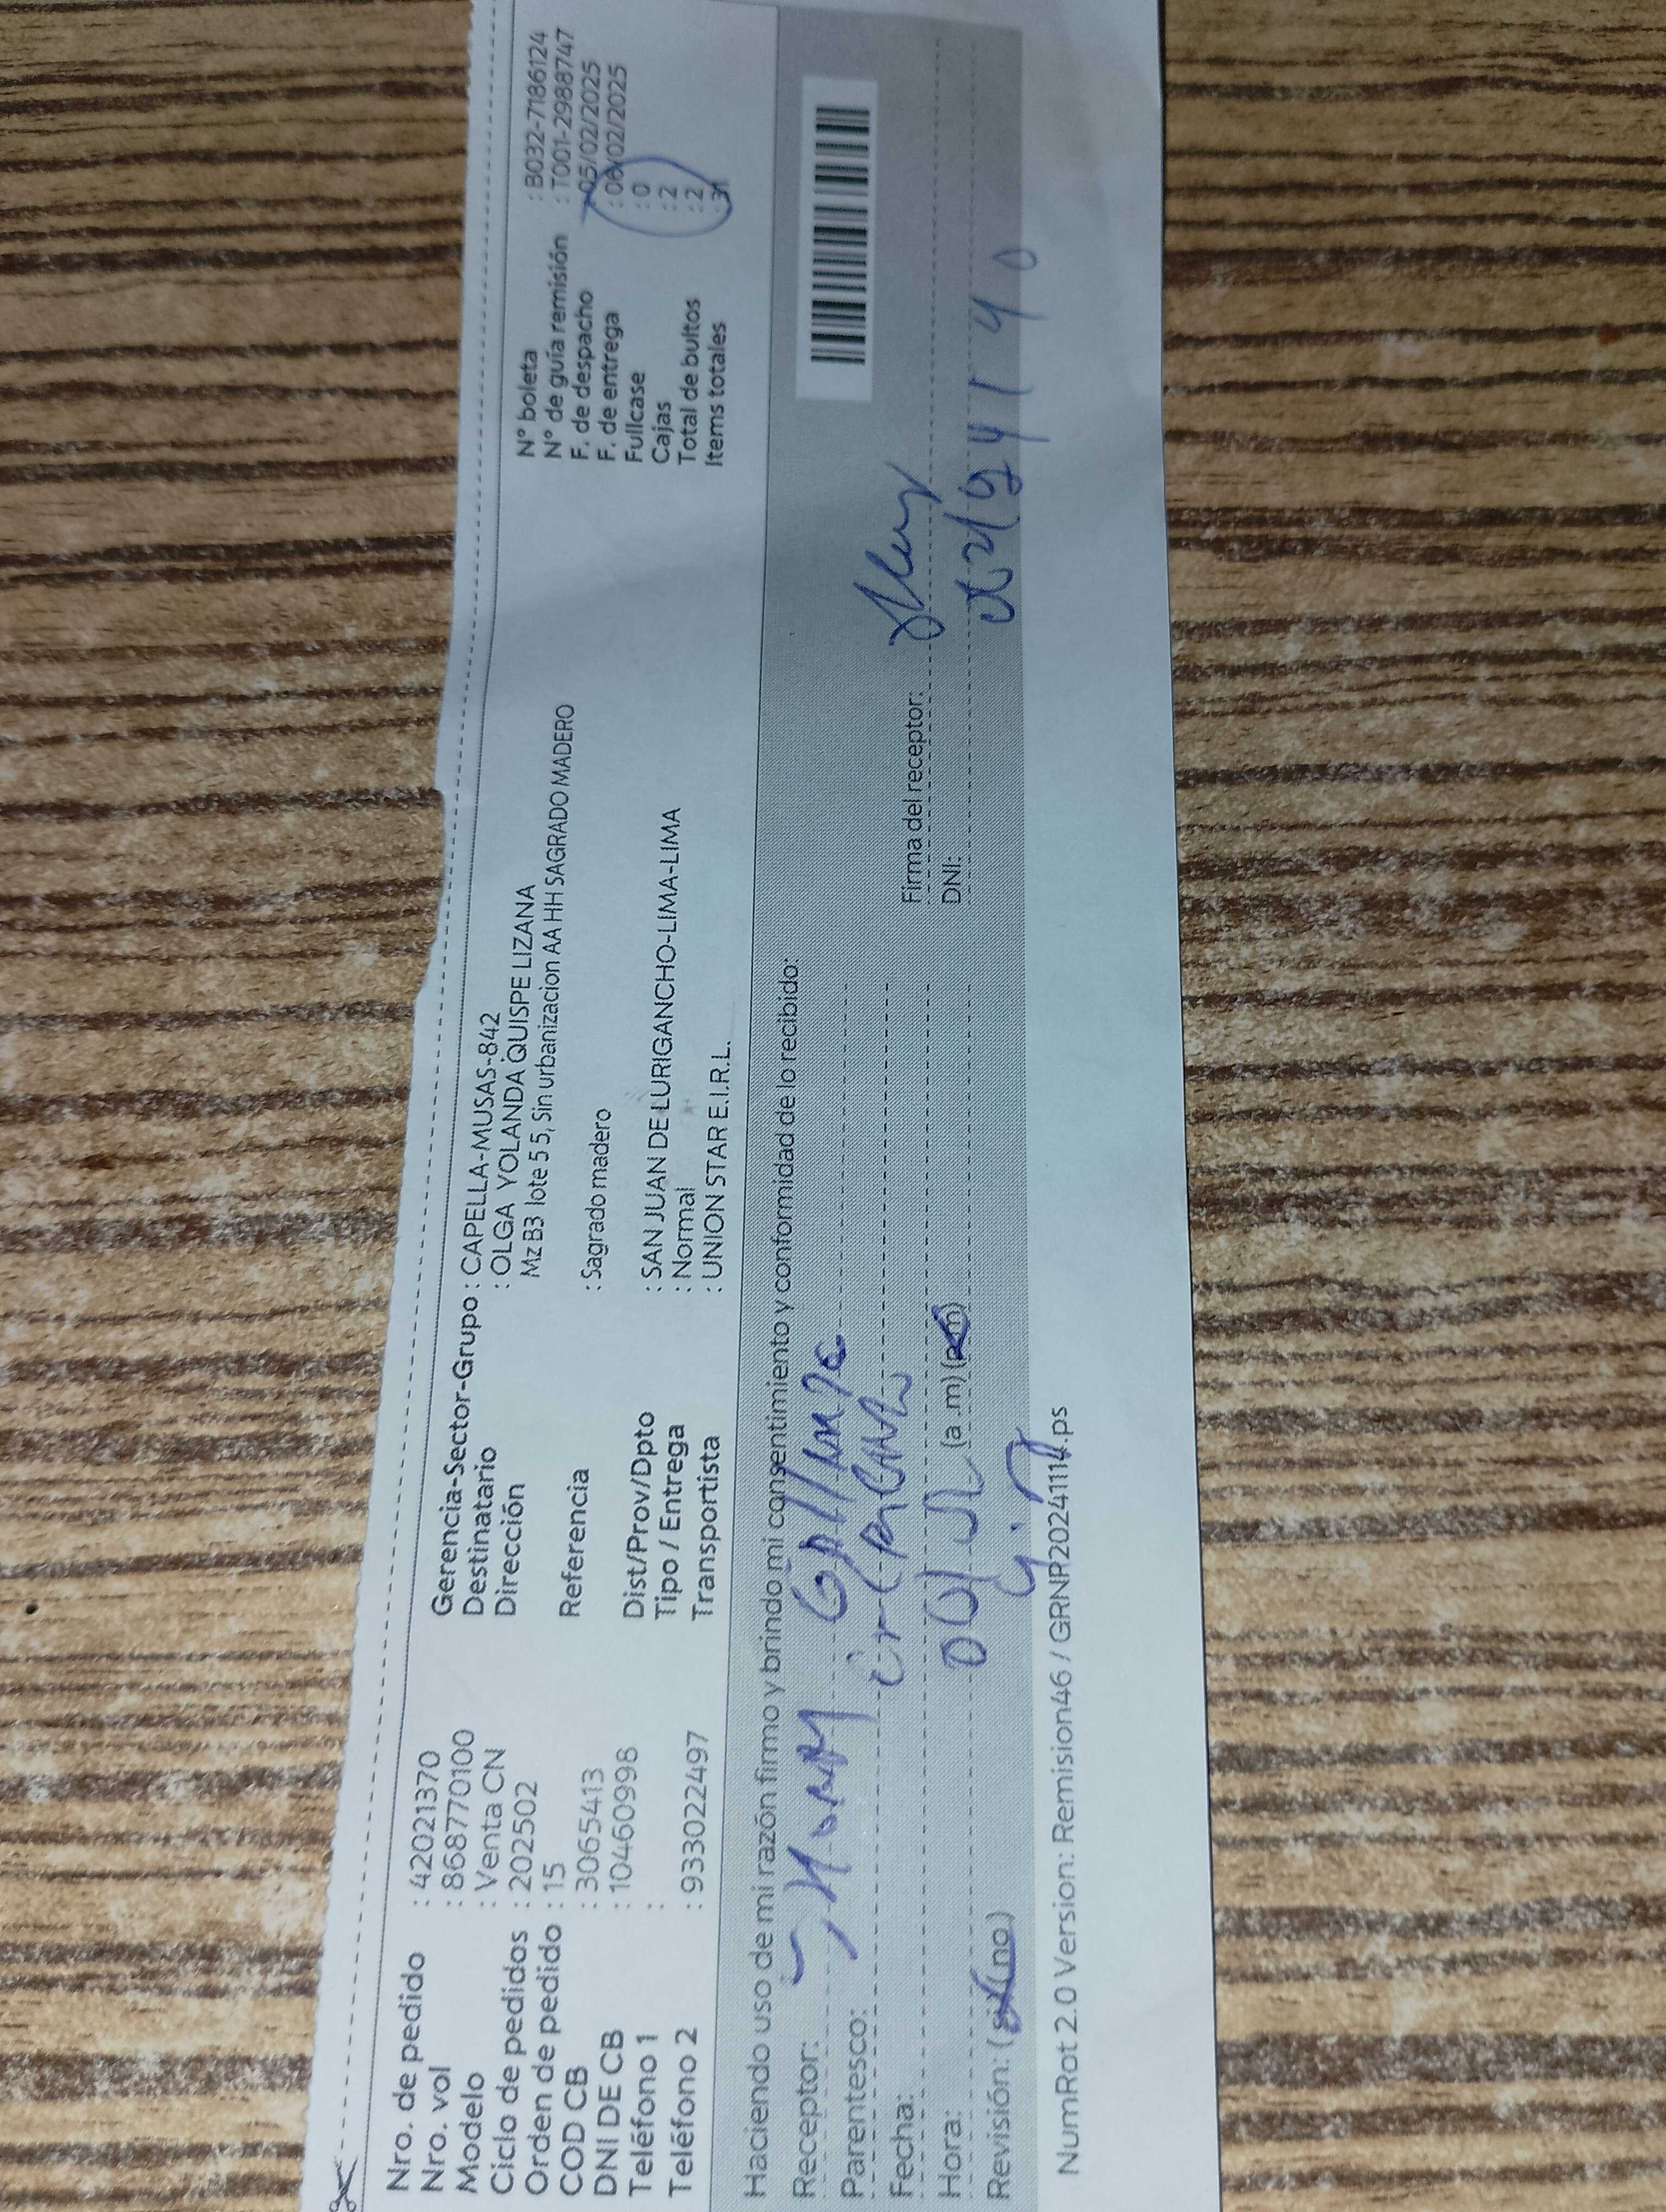 Nro. de pedido : 42021370
Nro. vol : 868770100
Modelo : Venta CN
Ciclo de pedidos : 202502
Orden de pedido : 15
COD CB : 3065413
DNI DE CB : 10460998
Teléfono 1 :
Teléfono 2 : 933022497
Gerencia-Sector-Grupo : CAPELLA-MUSAS-842
Destinatario : OLGA YOLANDA QUISPE LIZANA
Dirección Mz B3 lote 5 5, Sin urbanizacion AA HH SAGRADO MADERO
Referencia : Sagrado madero
Dist/Prov/Dpto : SAN JUAN DE LURIGANCHO-LIMA-LIMA
Tipo / Entrega : Normal
Transportista : UNION STAR E.I.R.L.
N° boleta : B032-7186124
N° de guía remisión : T001-2988747
F. de despacho : 05/02/2025
F. de entrega : 06/02/2025
Fullcase : 0
Cajas : 2
Total de bultos : 2
Items totales : 31
Haciendo uso de mi razón firmo y brindo mi consentimiento y conformidad de lo recibido:
Receptor:
Parentesco:
Fecha:
Hora: (a.m) (p.m)
Revisión: (si) (no)
Firma del receptor:
DNI:
NumRot 2.0 Version: Remision46 / GRNP20241114.ps